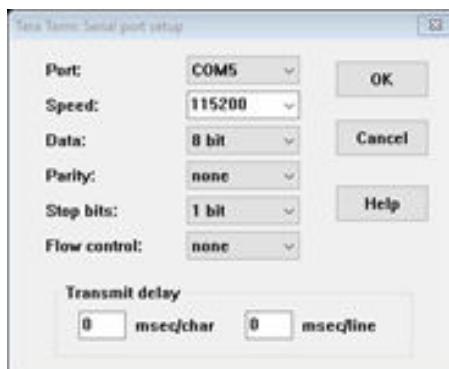 Tera Term: Serial port setup
Port: COM5 OK
Speed: 115200
Data: 8 bit Cancel
Parity: none
Stop bits: 1 bit Help
Flow control: none
Transmit delay
0 msec/char 0 msec/line